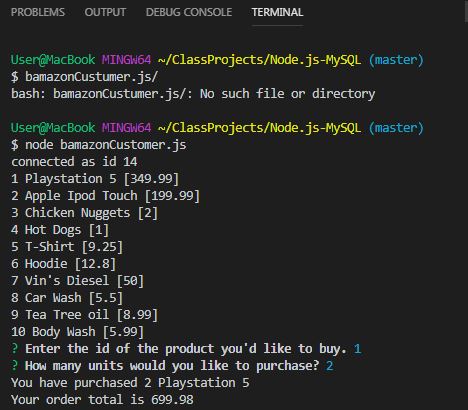 PROBLEMS OUTPUT DEBUG CONSOLE TERMINAL
User@MacBook MINGW64 ~/ClassProjects/Node.js-MySQL (master)
$ bamazonCustumer.js/
bash: bamazonCustumer.js/: No such file or directory
User@MacBook MINGW64 ~/ClassProjects/Node.js-MySQL (master)
$ node bamazonCustomer.js
connected as id 14
1 Playstation 5 [349.99]
2 Apple Ipod Touch [199.99]
3 Chicken Nuggets [2]
4 Hot Dogs [1]
5 T-Shirt [9.25]
6 Hoodie [12.8]
7 Vin's Diesel [50]
8 Car Wash [5.5]
9 Tea Tree oil [8.99]
10 Body Wash [5.99]
? Enter the id of the product you'd like to buy. 1
? How many units would you like to purchase? 2
You have purchased 2 Playstation 5
Your order total is 699.98